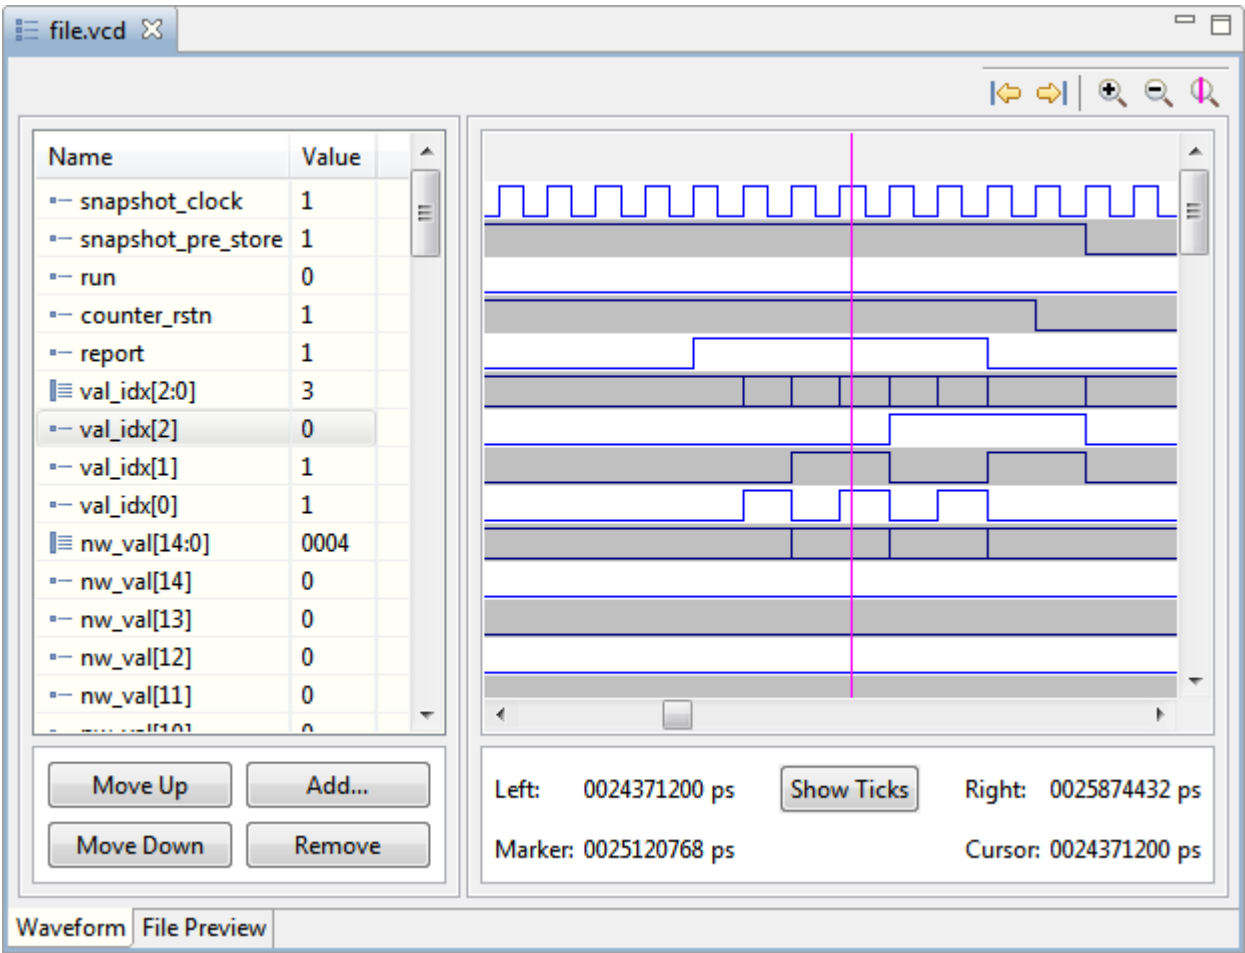 file.vcd
Name Value
snapshot_clock 1
snapshot_pre_store 1
run 0
counter_rstn 1
report 1
val_idx[2:0] 3
val_idx[2] 0
val_idx[1] 1
val_idx[0] 1
nw_val[14:0] 0004
nw_val[14] 0
nw_val[13] 0
nw_val[12] 0
nw_val[11] 0
nw_val[10] 0
Move Up Add...
Move Down Remove
Left: 0024371200 ps Show Ticks Right: 0025874432 ps
Marker: 0025120768 ps Cursor: 0024371200 ps
Waveform File Preview